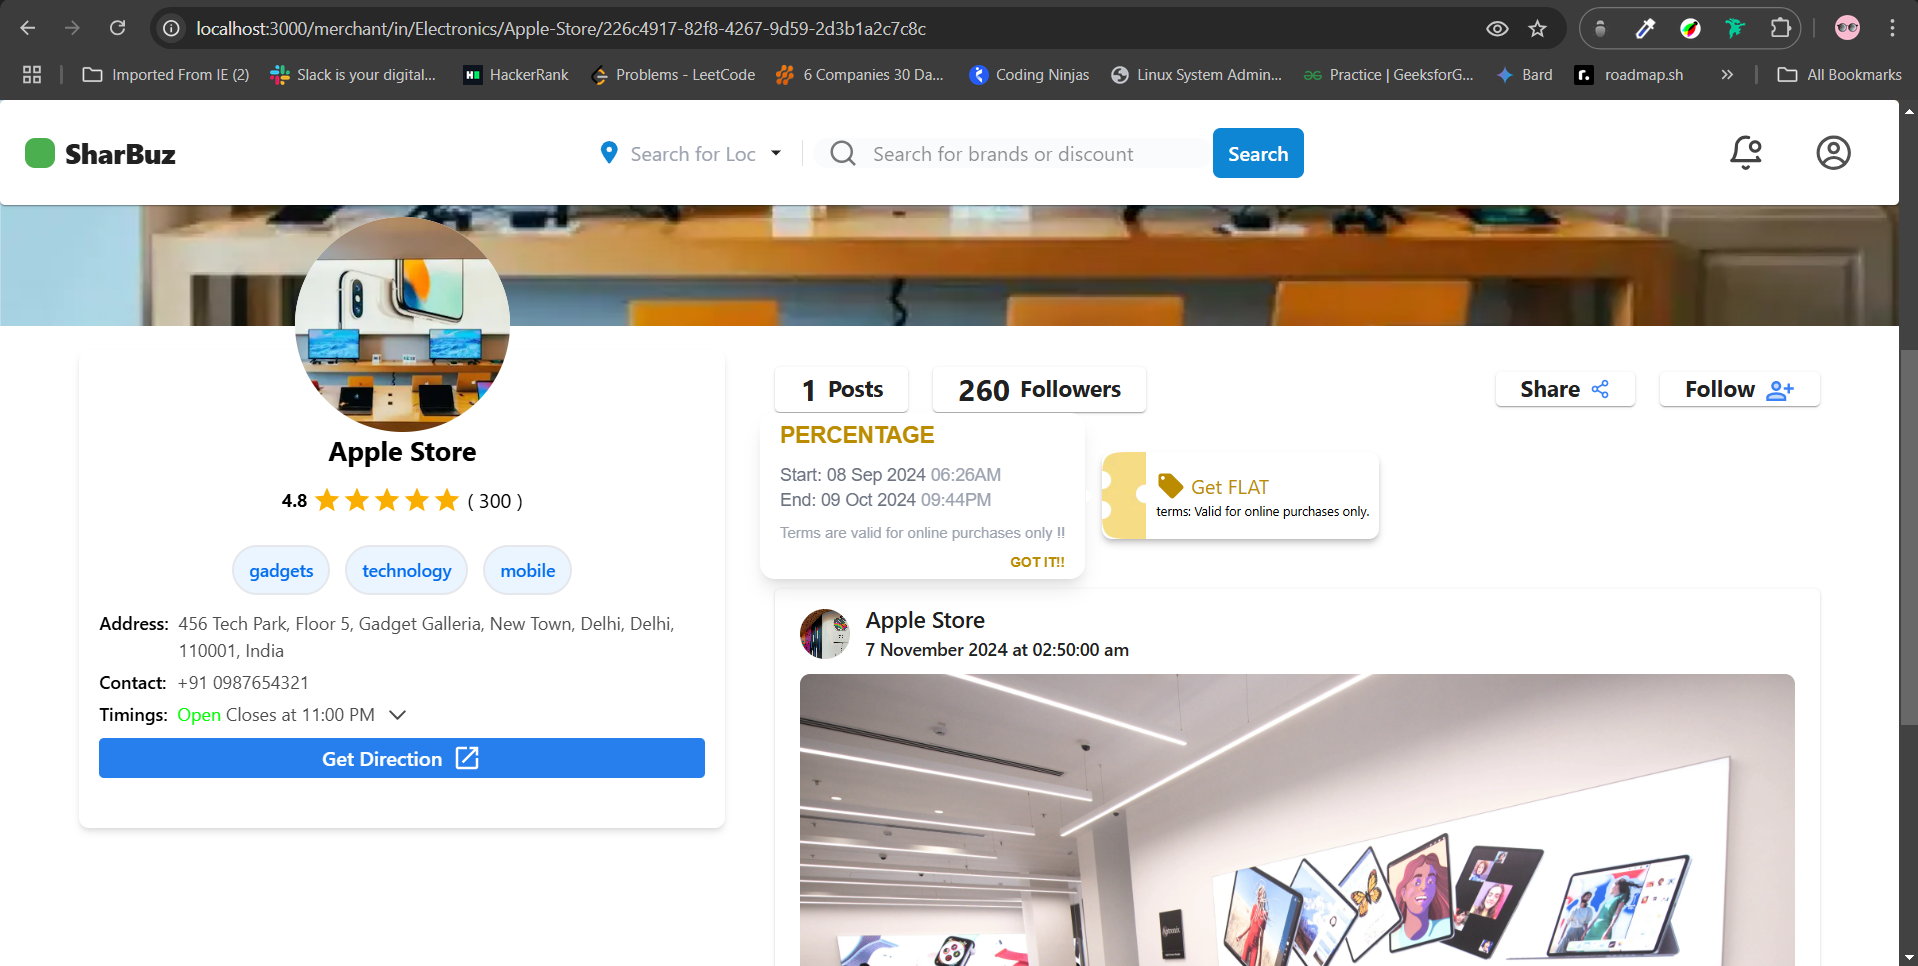 localhost:3000/merchant/in/Electronics/Apple-Store/226c4917-82f8-4267-9d59-2d3b1a2c7c8c
Imported From IE (2)
Slack is your digital...
HackerRank
Problems - LeetCode
6 Companies 30 Da...
Coding Ninjas
Linux System Admin...
Practice | GeeksforG...
Bard
roadmap.sh
All Bookmarks
SharBuz
Search for Loc
Search for brands or discount
Search
Apple Store
4.8 ( 300 )
gadgets
technology
mobile
Address: 456 Tech Park, Floor 5, Gadget Galleria, New Town, Delhi, Delhi,
110001, India
Contact: +91 0987654321
Timings: Open Closes at 11:00 PM
Get Direction
1 Posts
260 Followers
Share
Follow
PERCENTAGE
Start: 08 Sep 2024 06:26AM
End: 09 Oct 2024 09:44PM
Terms are valid for online purchases only !!
GOT IT!!
Get FLAT
terms: Valid for online purchases only.
Apple Store
7 November 2024 at 02:50:00 am